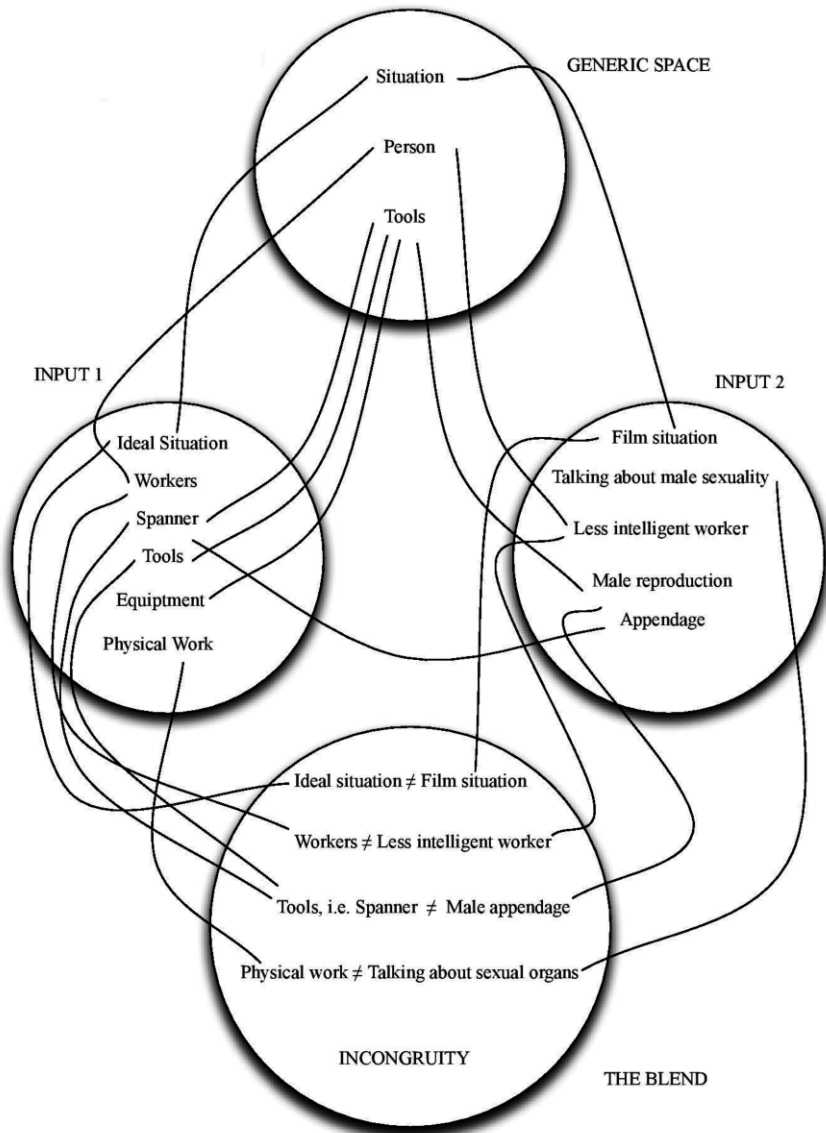 GENERIC SPACE
Situation
Person
Tools
INPUT 1
Ideal Situation
Workers
Spanner
Tools
Equiptment
Physical Work
INPUT 2
Film situation
Talking about male sexuality
Less intelligent worker
Male reproduction
Appendage
Ideal situation ≠ Film situation
Workers ≠ Less intelligent worker
Tools, i.e. Spanner ≠ Male appendage
Physical work ≠ Talking about sexual organs
INCONGRUITY
THE BLEND